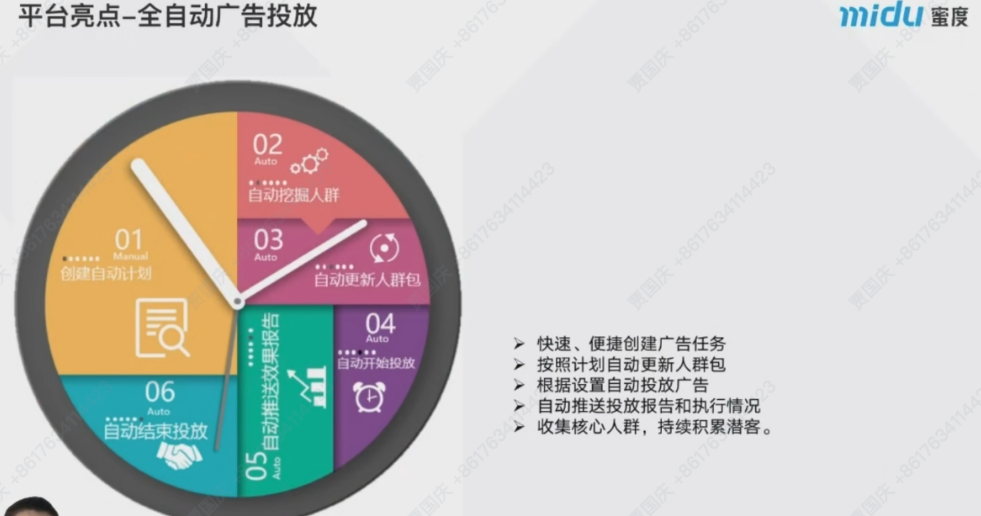 平台亮点–全自动广告投放
midu 蜜度
01
Manual
创建自动计划
02
Auto
自动挖掘人群
03
Auto
自动更新人群包
04
Auto
自动开始投放
05
Auto
自动推送效果报告
06
Auto
自动结束投放
➢ 快速、便捷创建广告任务
➢ 按照计划自动更新人群包
➢ 根据设置自动投放广告
➢ 自动推送投放报告和执行情况
➢ 收集核心人群，持续积累潜客。
贾国庆 +8617634114423